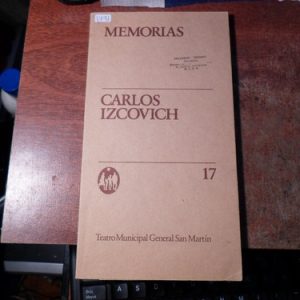 MEMORIAS
CARLOS
IZCOVICH
17
Teatro Municipal General San Martín
A
S
D